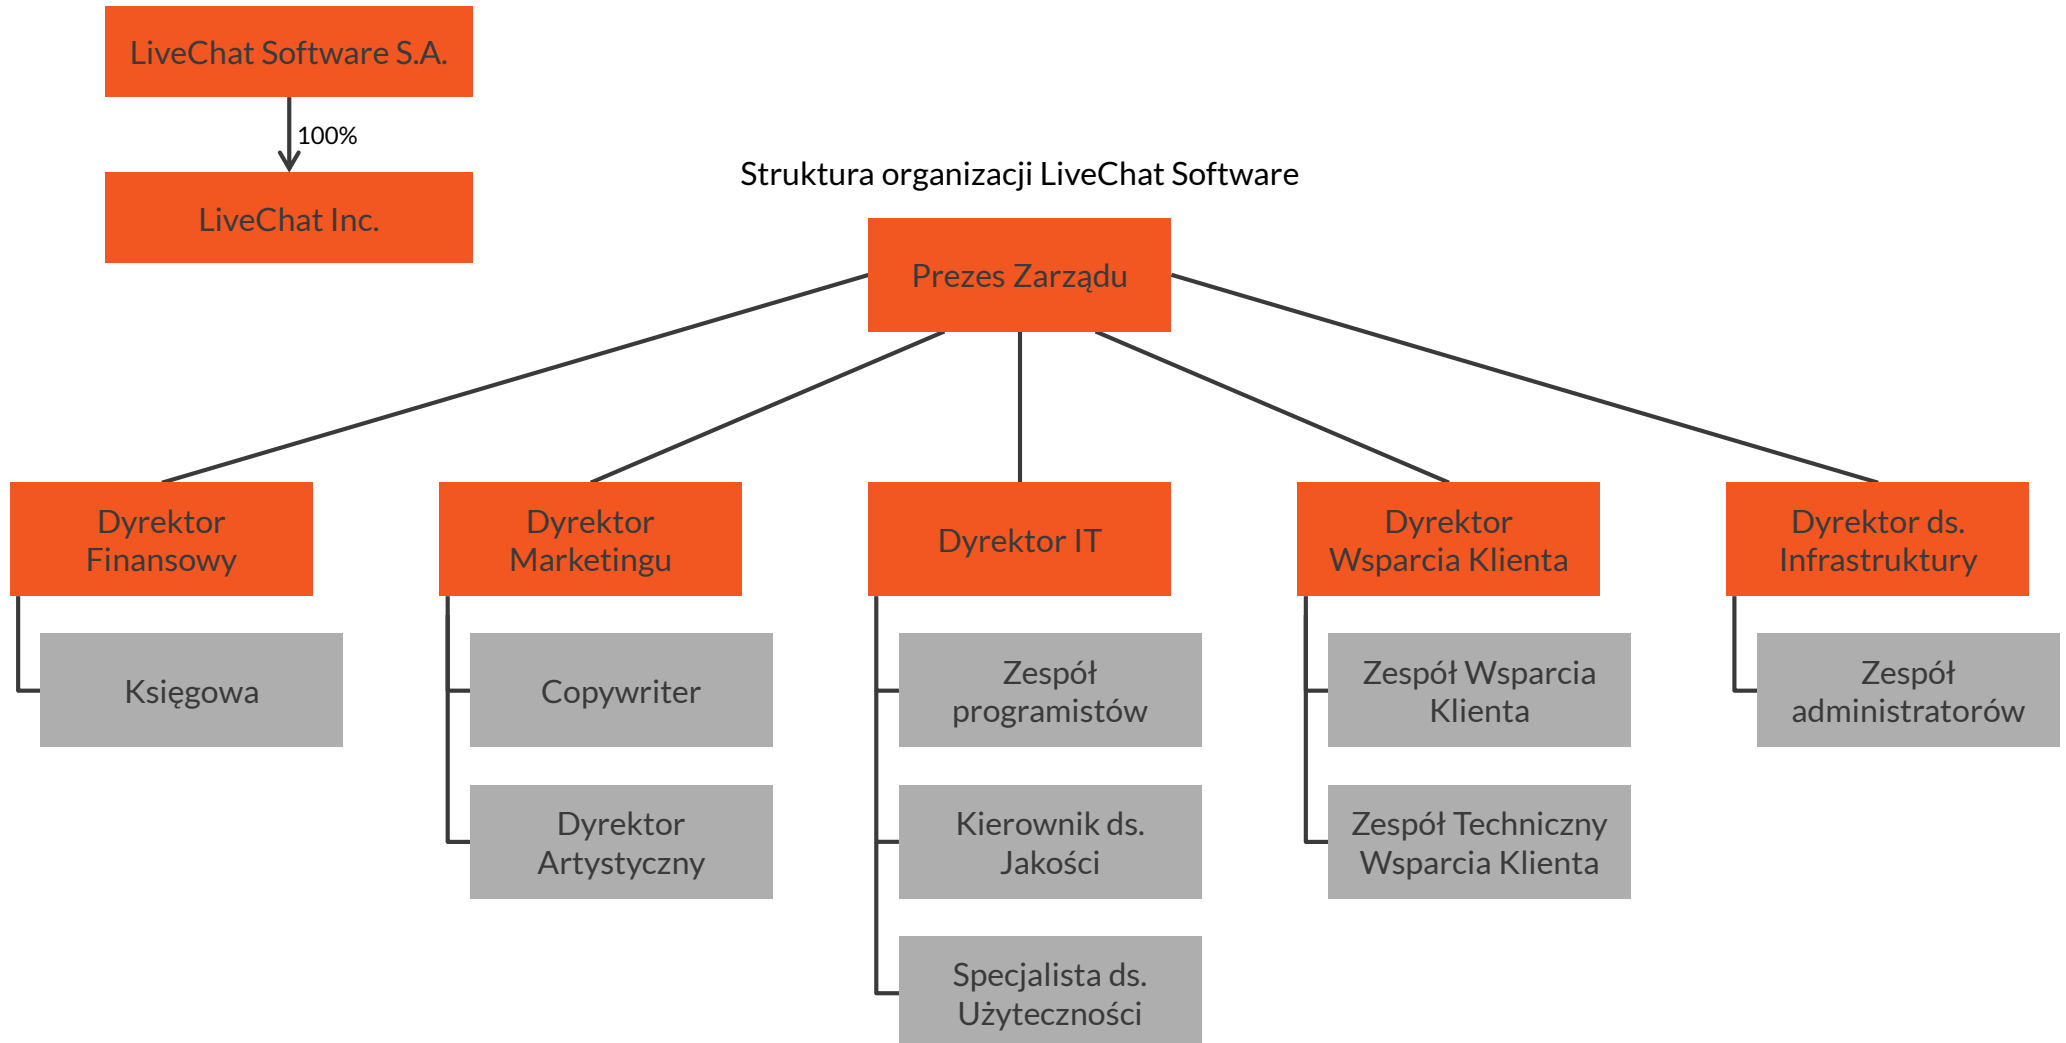 LiveChat Software S.A.
100%
LiveChat Inc.
Struktura organizacji LiveChat Software
Prezes Zarządu
Dyrektor
Finansowy
Księgowa
Dyrektor
Marketingu
Copywriter
Dyrektor
Artystyczny
Dyrektor IT
Zespół
programistów
Kierownik ds.
Jakości
Specjalista ds.
Użyteczności
Dyrektor
Wsparcia Klienta
Zespół Wsparcia
Klienta
Zespół Techniczny
Wsparcia Klienta
Dyrektor ds.
Infrastruktury
Zespół
administratorów